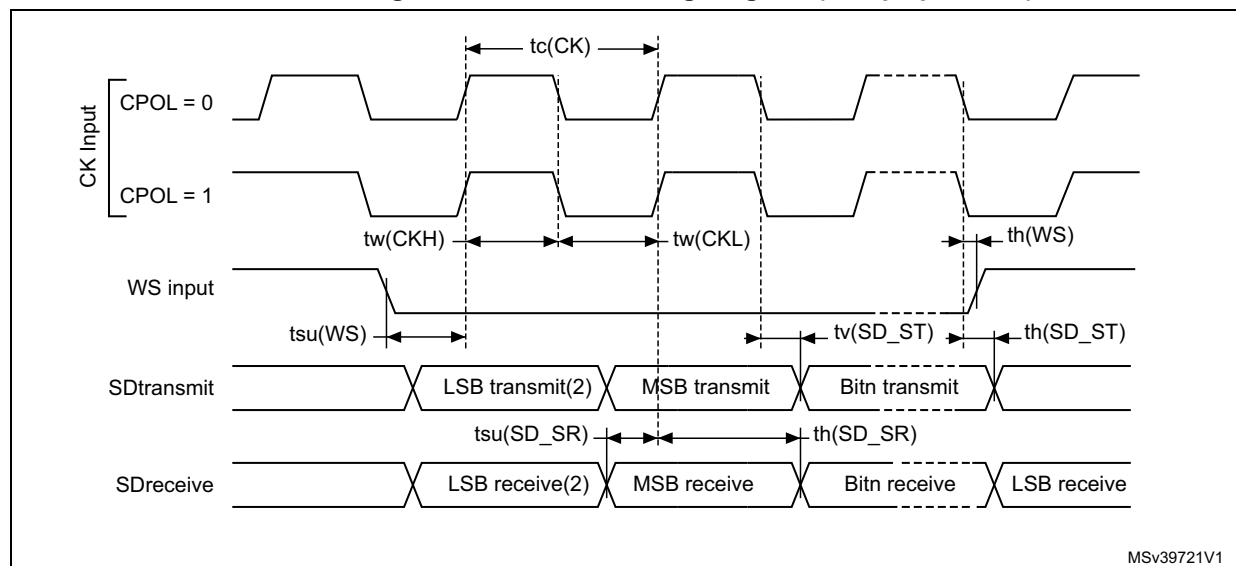 tc(CK)
CK Input
CPOL = 0
CPOL = 1
tw(CKH)
tw(CKL)
th(WS)
WS input
tsu(WS)
tv(SD_ST)
th(SD_ST)
SDtransmit
LSB transmit(2)
MSB transmit
Bitn transmit
tsu(SD_SR)
th(SD_SR)
SDreceive
LSB receive(2)
MSB receive
Bitn receive
LSB receive
MSv39721V1